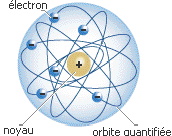 électron
+
noyau
orbite quantifiée